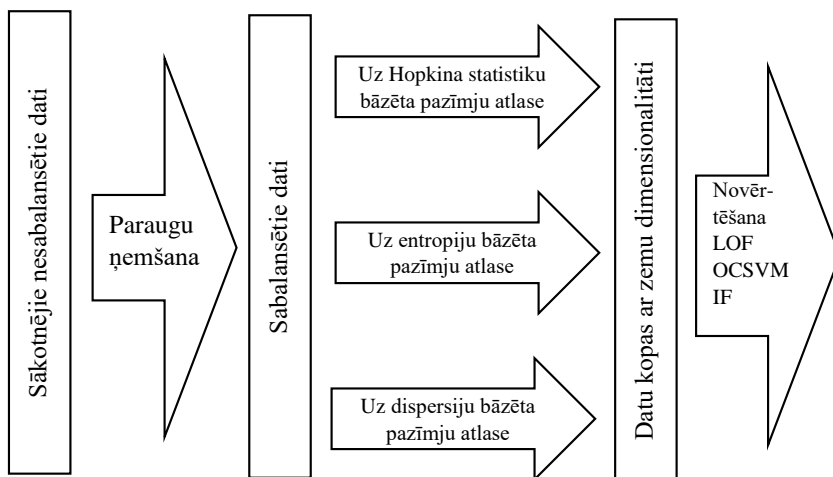 Sākotnējie nesabalansētie dati
Paraugu
ņemšana
Sabalansētie dati
Uz Hopkina statistiku
bāzēta pazīmju atlase
Uz entropiju bāzēta
pazīmju atlase
Uz dispersiju bāzēta
pazīmju atlase
Datu kopas ar zemu dimensionalitāti
Novēr-
tēšana
LOF
OCSVM
IF